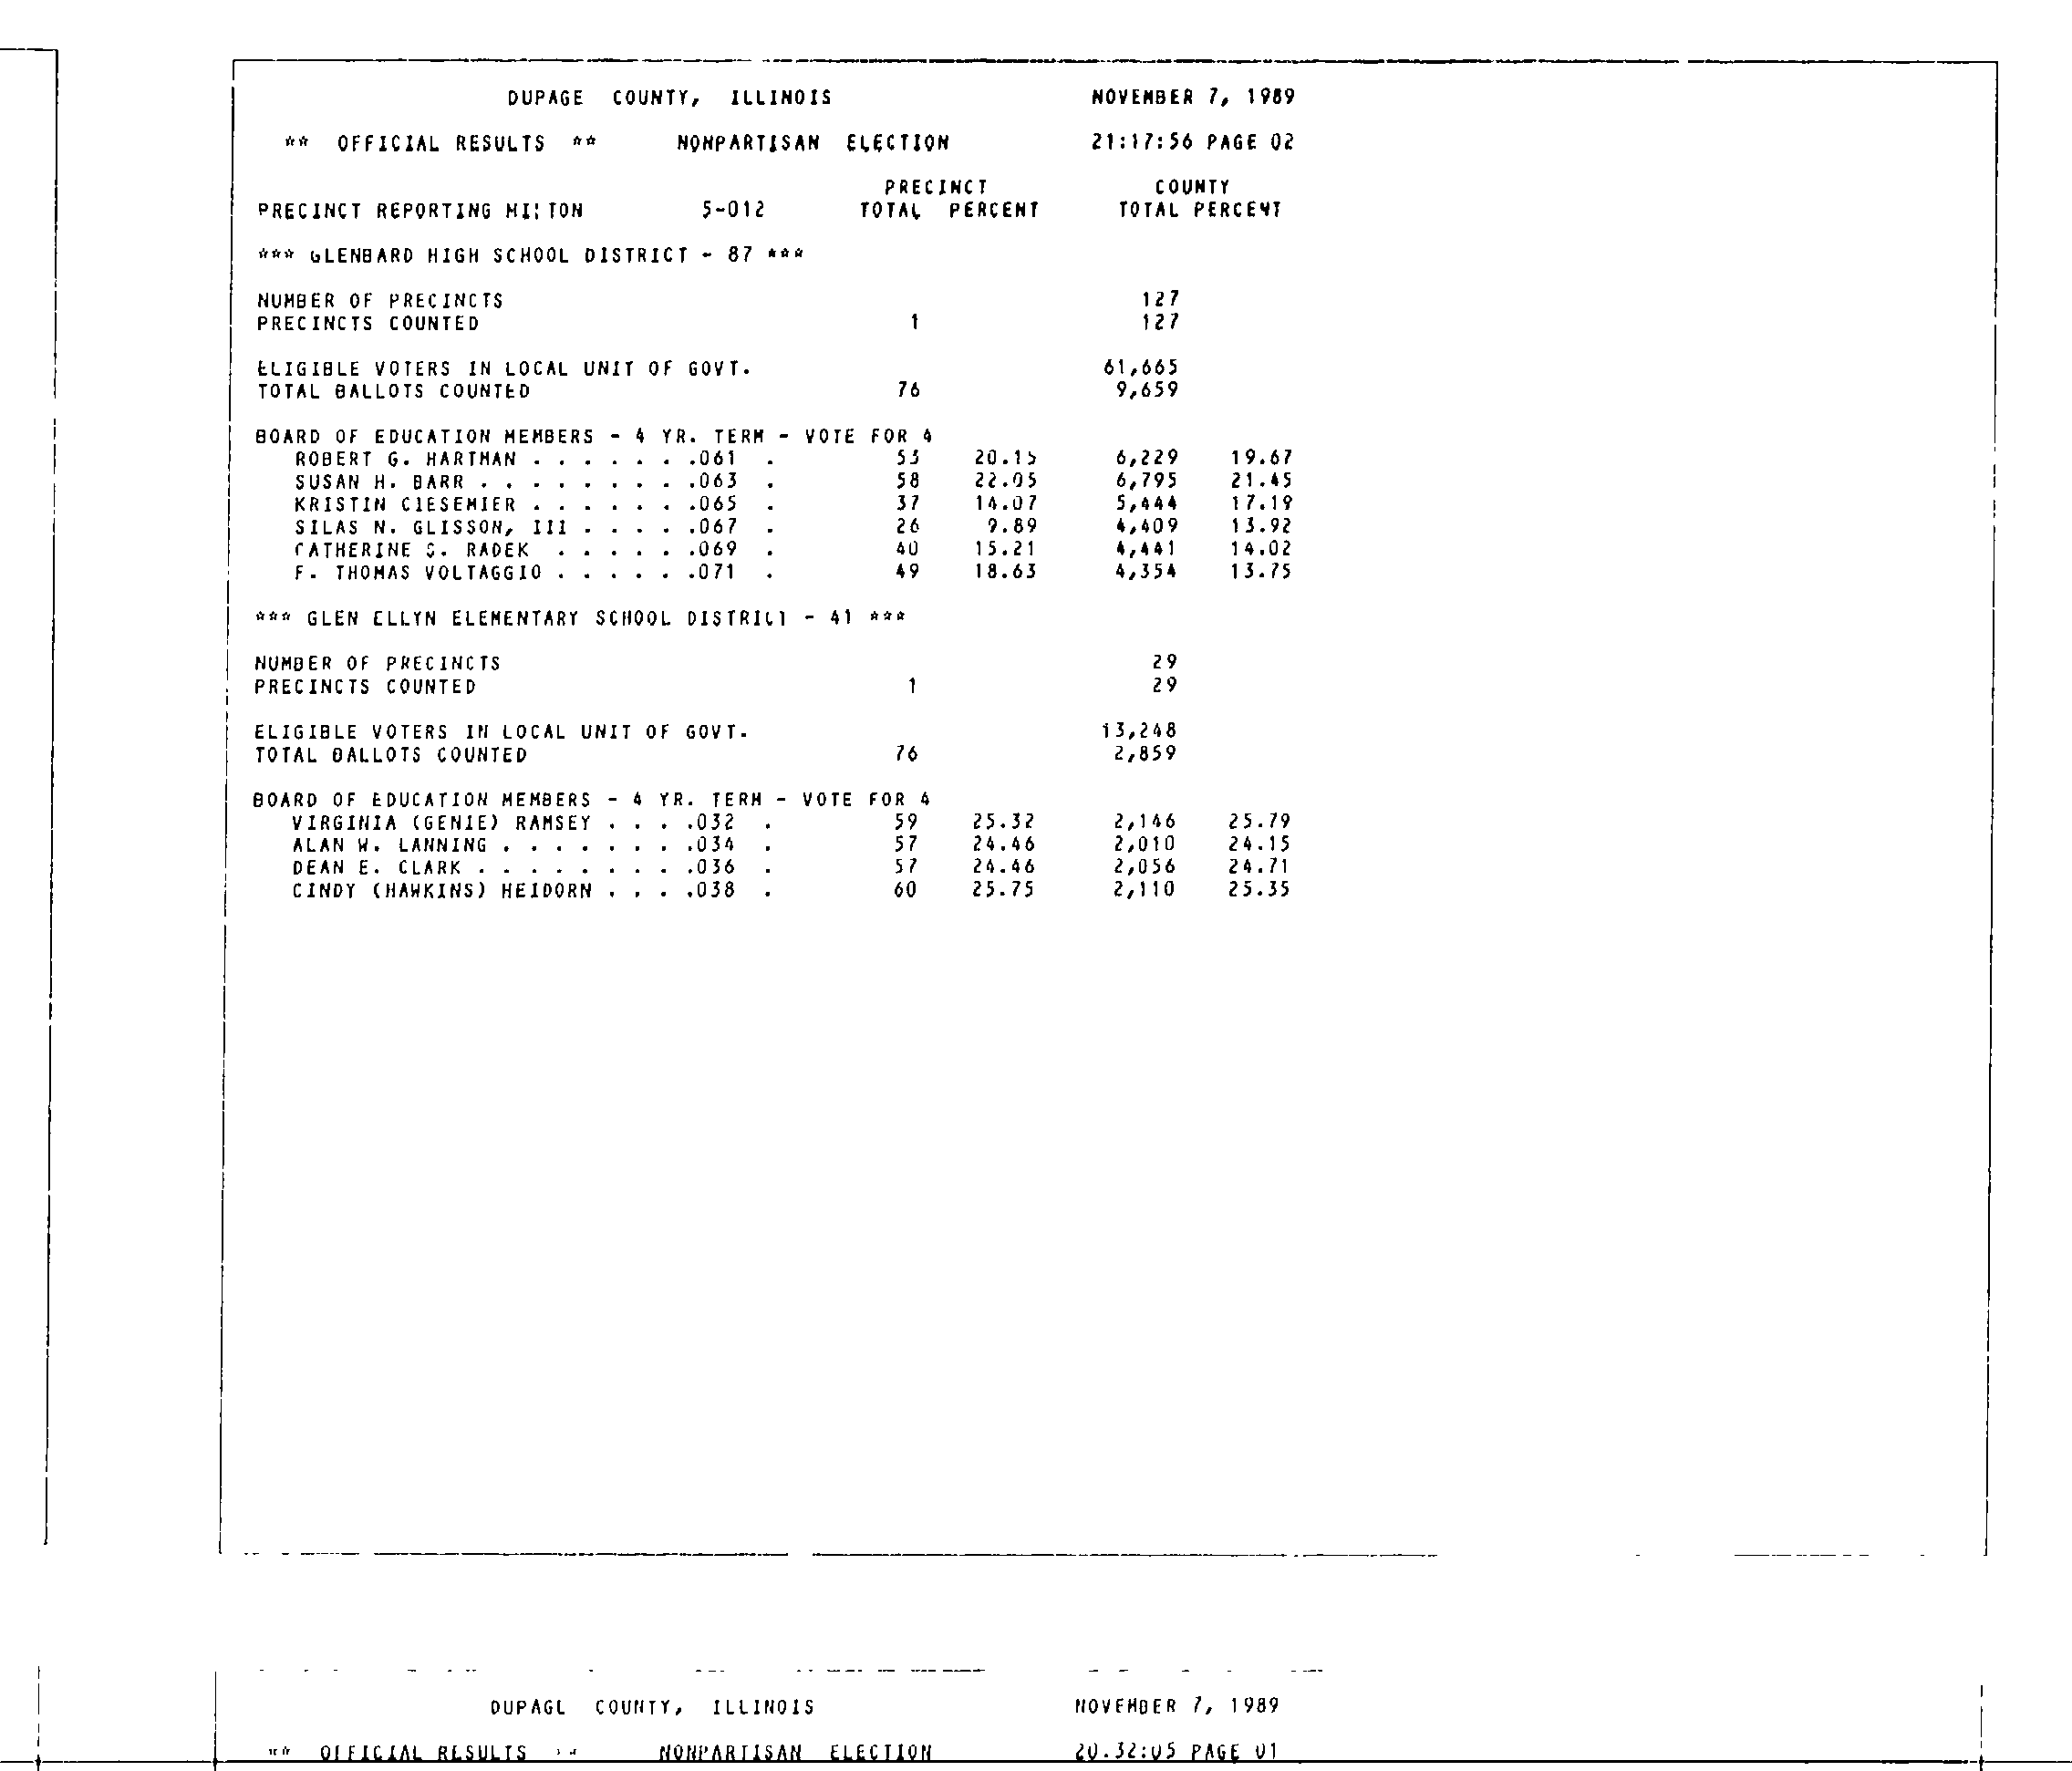 DUPAGE COUNTY, ILLINOIS NOVEMBER 7, 1989
** OFFICIAL RESULTS ** NONPARTISAN ELECTION 21:17:56 PAGE 02
PRECINCT COUNTY
PRECINCT REPORTING MILTON 5-012 TOTAL PERCENT TOTAL PERCENT
*** GLENBARD HIGH SCHOOL DISTRICT - 87 ***
NUMBER OF PRECINCTS 127
PRECINCTS COUNTED 1 127
ELIGIBLE VOTERS IN LOCAL UNIT OF GOVT. 61,665
TOTAL BALLOTS COUNTED 76 9,659
BOARD OF EDUCATION MEMBERS - 4 YR. TERM - VOTE FOR 4
ROBERT G. HARTMAN . . . . . . .061 . 53 20.15 6,229 19.67
SUSAN H. BARR . . . . . . . . .063 . 58 22.05 6,795 21.45
KRISTIN CIESEMIER . . . . . . .065 . 37 14.07 5,444 17.19
SILAS N. GLISSON, III . . . . .067 . 26 9.89 4,409 13.92
CATHERINE S. RADEK . . . . . .069 . 40 15.21 4,441 14.02
F. THOMAS VOLTAGGIO . . . . . .071 . 49 18.63 4,354 13.75
*** GLEN ELLYN ELEMENTARY SCHOOL DISTRICT - 41 ***
NUMBER OF PRECINCTS 29
PRECINCTS COUNTED 1 29
ELIGIBLE VOTERS IN LOCAL UNIT OF GOVT. 13,248
TOTAL BALLOTS COUNTED 76 2,859
BOARD OF EDUCATION MEMBERS - 4 YR. TERM - VOTE FOR 4
VIRGINIA (GENIE) RAMSEY . . . .032 . 59 25.32 2,146 25.79
ALAN W. LANNING . . . . . . . .034 . 57 24.46 2,010 24.15
DEAN E. CLARK . . . . . . . . .036 . 57 24.46 2,056 24.71
CINDY (HAWKINS) HEIDORN . . . .038 . 60 25.75 2,110 25.35
DUPAGE COUNTY, ILLINOIS NOVEMBER 7, 1989
** OFFICIAL RESULTS ** NONPARTISAN ELECTION 20:32:05 PAGE 01